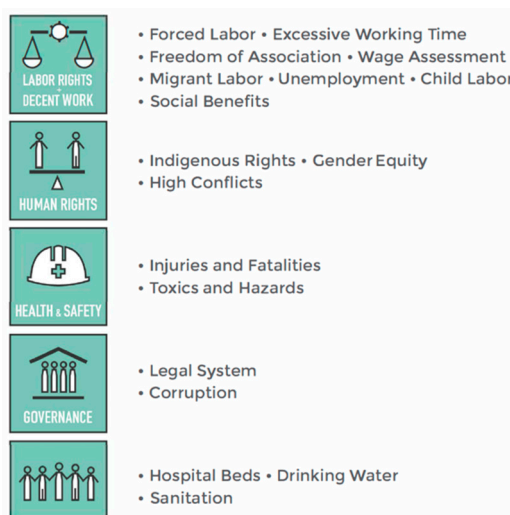 LABOR RIGHTS
DECENT WORK
• Forced Labor • Excessive Working Time
• Freedom of Association • Wage Assessment
• Migrant Labor • Unemployment • Child Labor
• Social Benefits
HUMAN RIGHTS
• Indigenous Rights • Gender Equity
• High Conflicts
HEALTH & SAFETY
• Injuries and Fatalities
• Toxics and Hazards
GOVERNANCE
• Legal System
• Corruption
• Hospital Beds • Drinking Water
• Sanitation